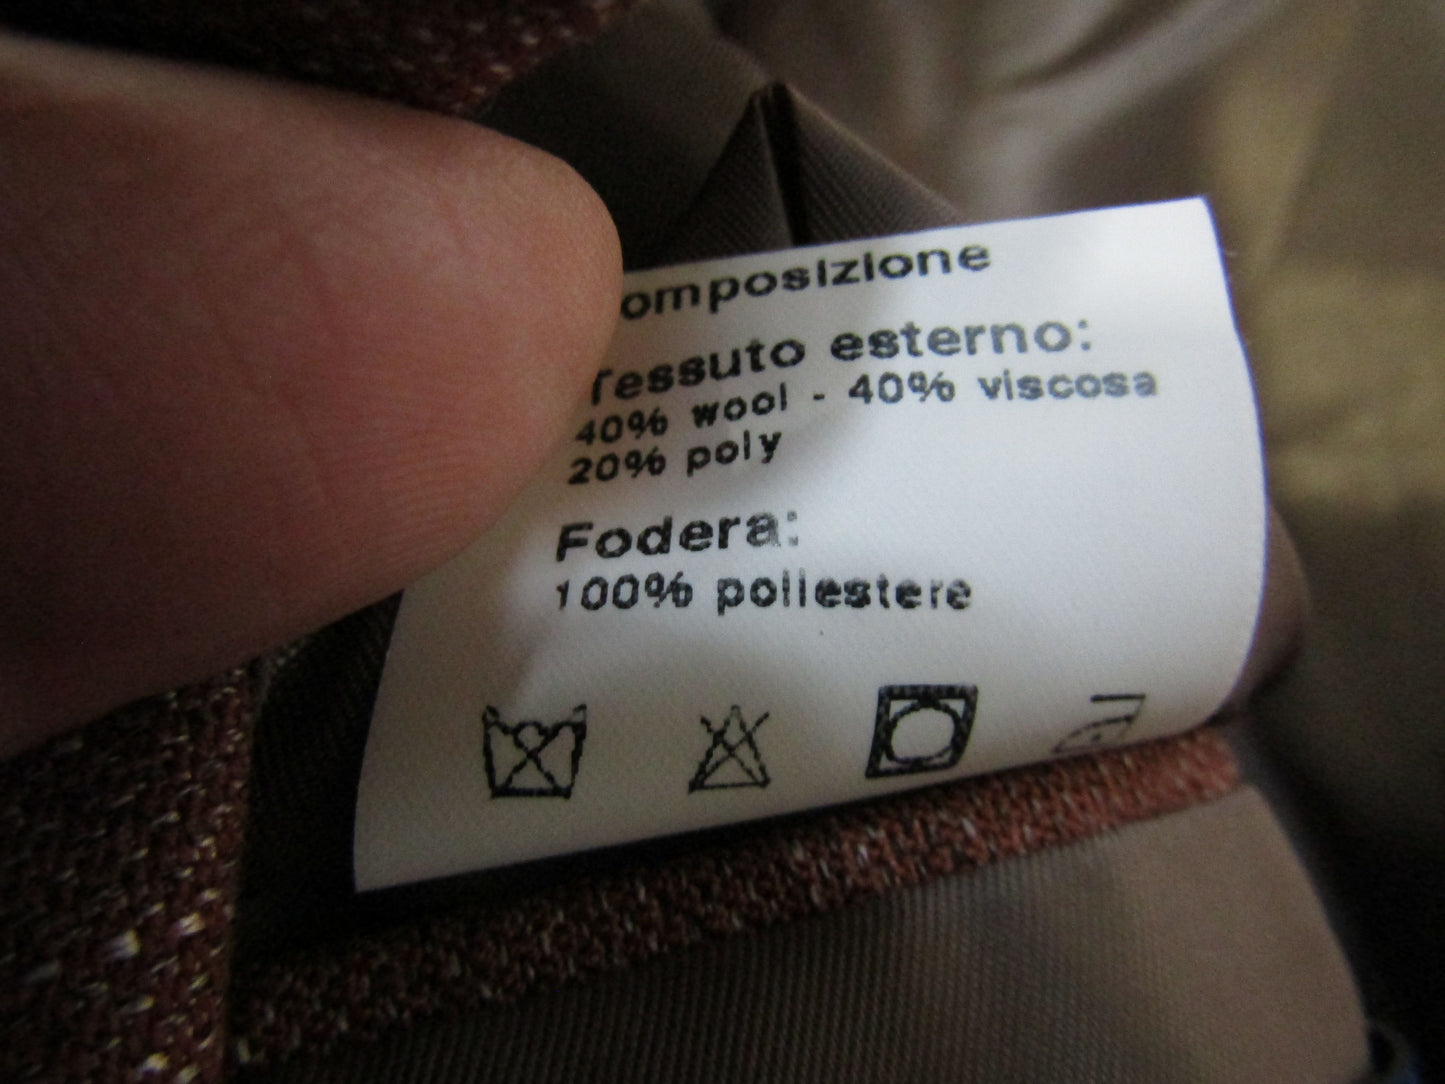 omposizione
Tessuto esterno:
40% wool - 40% viscosa
20% poly
Fodera:
100% poliestere